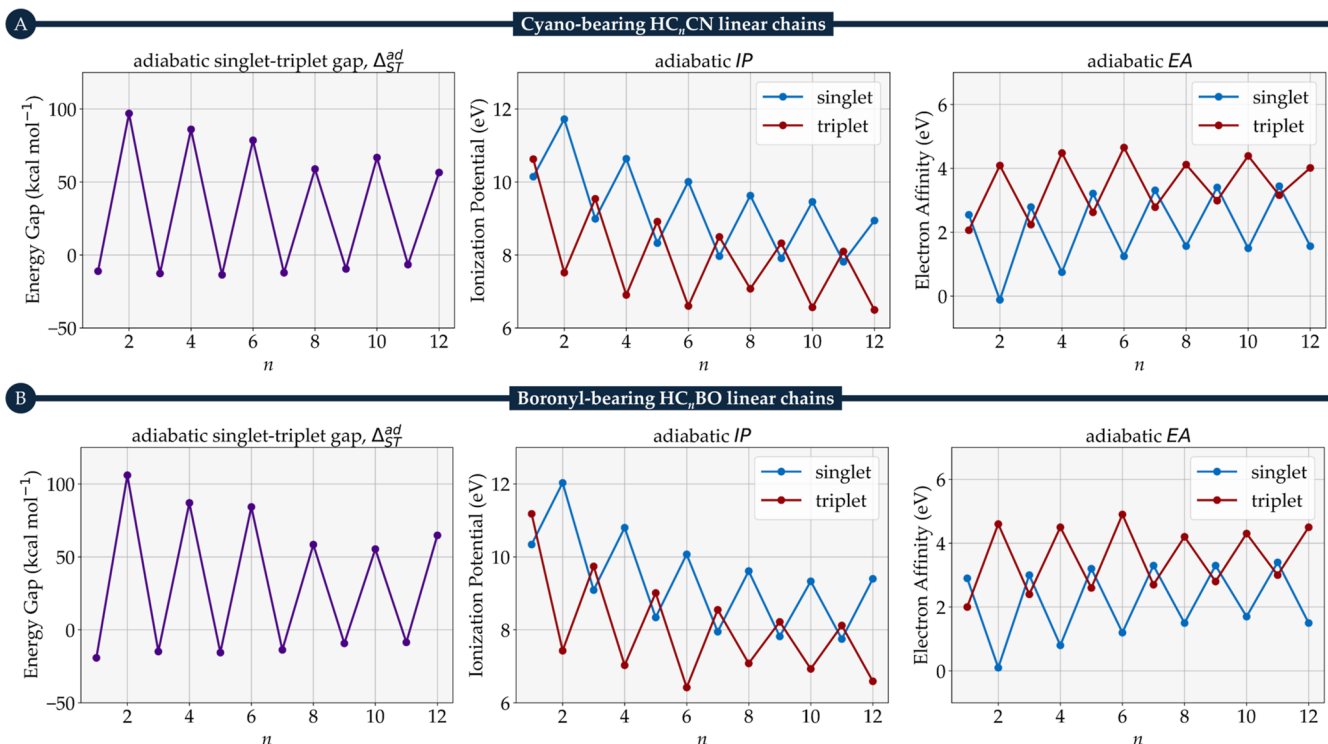 A
Cyano-bearing HCₙCN linear chains
adiabatic singlet-triplet gap, Δ_ST^ad
Energy Gap (kcal mol⁻¹)
100
50
0
−50
2 4 6 8 10 12
n
adiabatic IP
Ionization Potential (eV)
12
10
8
6
singlet
triplet
2 4 6 8 10 12
n
adiabatic EA
Electron Affinity (eV)
6
4
2
0
singlet
triplet
2 4 6 8 10 12
n
B
Boronyl-bearing HCₙBO linear chains
adiabatic singlet-triplet gap, Δ_ST^ad
Energy Gap (kcal mol⁻¹)
100
50
0
−50
2 4 6 8 10 12
n
adiabatic IP
Ionization Potential (eV)
12
10
8
6
singlet
triplet
2 4 6 8 10 12
n
adiabatic EA
Electron Affinity (eV)
6
4
2
0
singlet
triplet
2 4 6 8 10 12
n